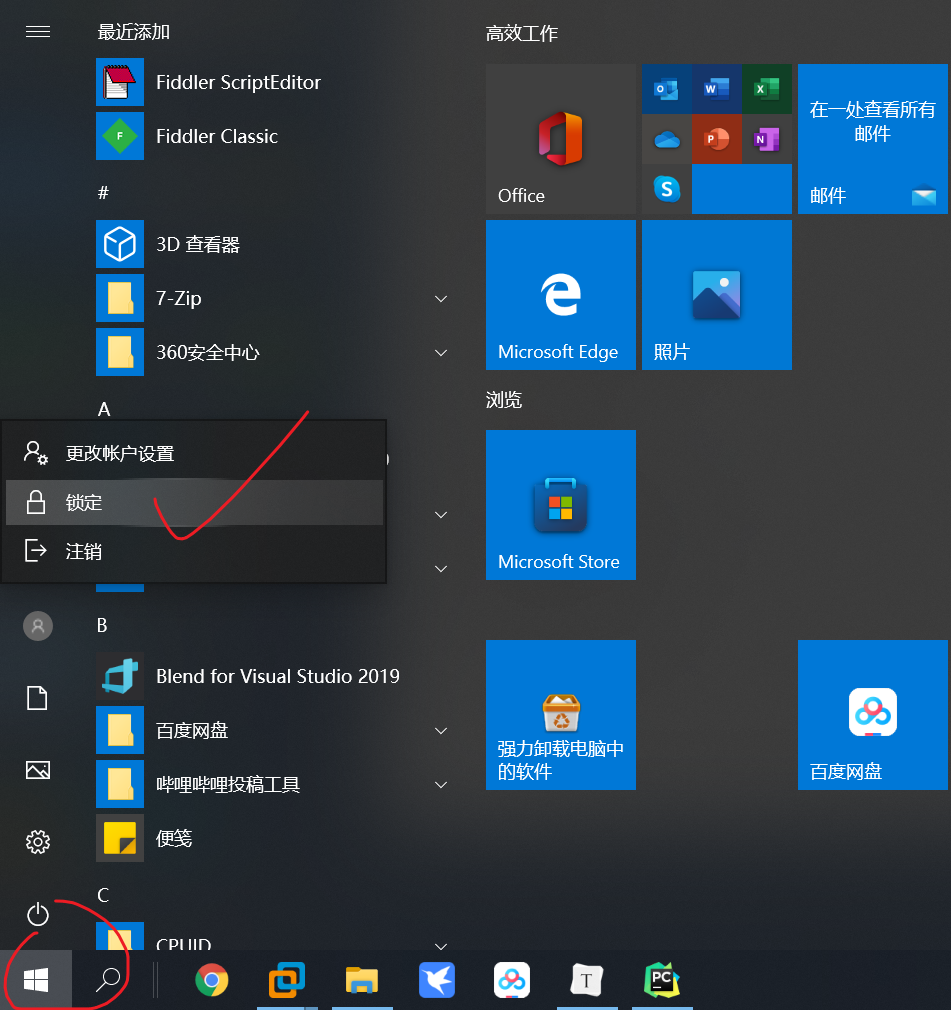 最近添加
Fiddler ScriptEditor
Fiddler Classic
#
3D 查看器
7-Zip
360安全中心
A
更改帐户设置
锁定
注销
B
Blend for Visual Studio 2019
百度网盘
哔哩哔哩投稿工具
便笺
C
CPUID
高效工作
Office
在一处查看所有
邮件
邮件
Microsoft Edge
照片
浏览
Microsoft Store
强力卸载电脑中
的软件
百度网盘